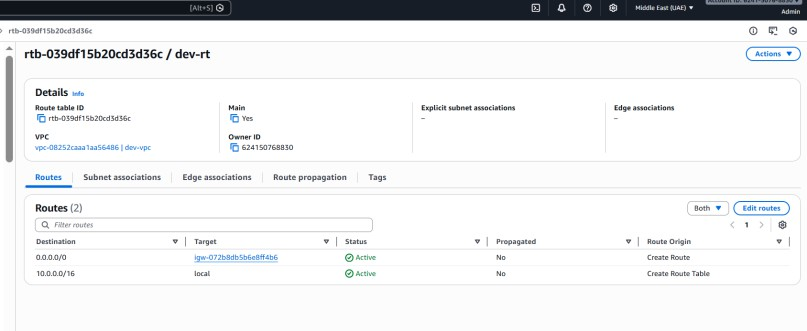 [Alt+S]
Middle East (UAE) ▼
Admin
rtb-039df15b20cd3d36c
rtb-039df15b20cd3d36c / dev-rt
Actions ▼
Details Info
Route table ID
rtb-039df15b20cd3d36c
Main
Yes
Explicit subnet associations
–
Edge associations
–
VPC
vpc-08252caaa1aa56486 | dev-vpc
Owner ID
624150768830
Routes Subnet associations Edge associations Route propagation Tags
Routes (2)
Both ▼ Edit routes
Filter routes
1
Destination Target Status Propagated Route Origin
0.0.0.0/0 igw-072b8db5b6e8ff4b6 Active No Create Route
10.0.0.0/16 local Active No Create Route Table